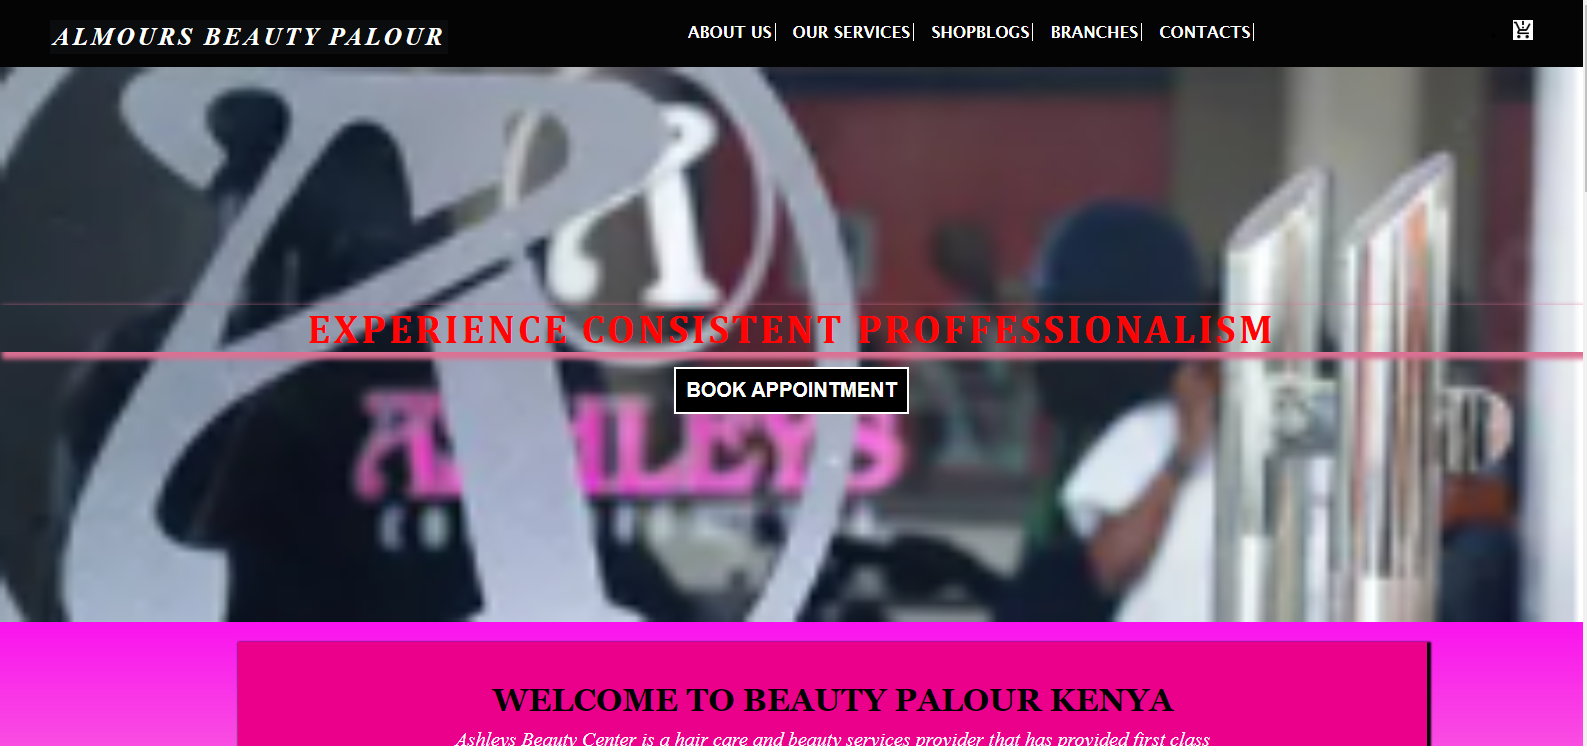 ALMOURS BEAUTY PALOUR
ABOUT US
OUR SERVICES
SHOPBLOGS
BRANCHES
CONTACTS
EXPERIENCE CONSISTENT PROFFESSIONALISM
BOOK APPOINTMENT
ASHLEYS
WELCOME TO BEAUTY PALOUR KENYA
Ashleys Beauty Center is a hair care and beauty services provider that has provided first class